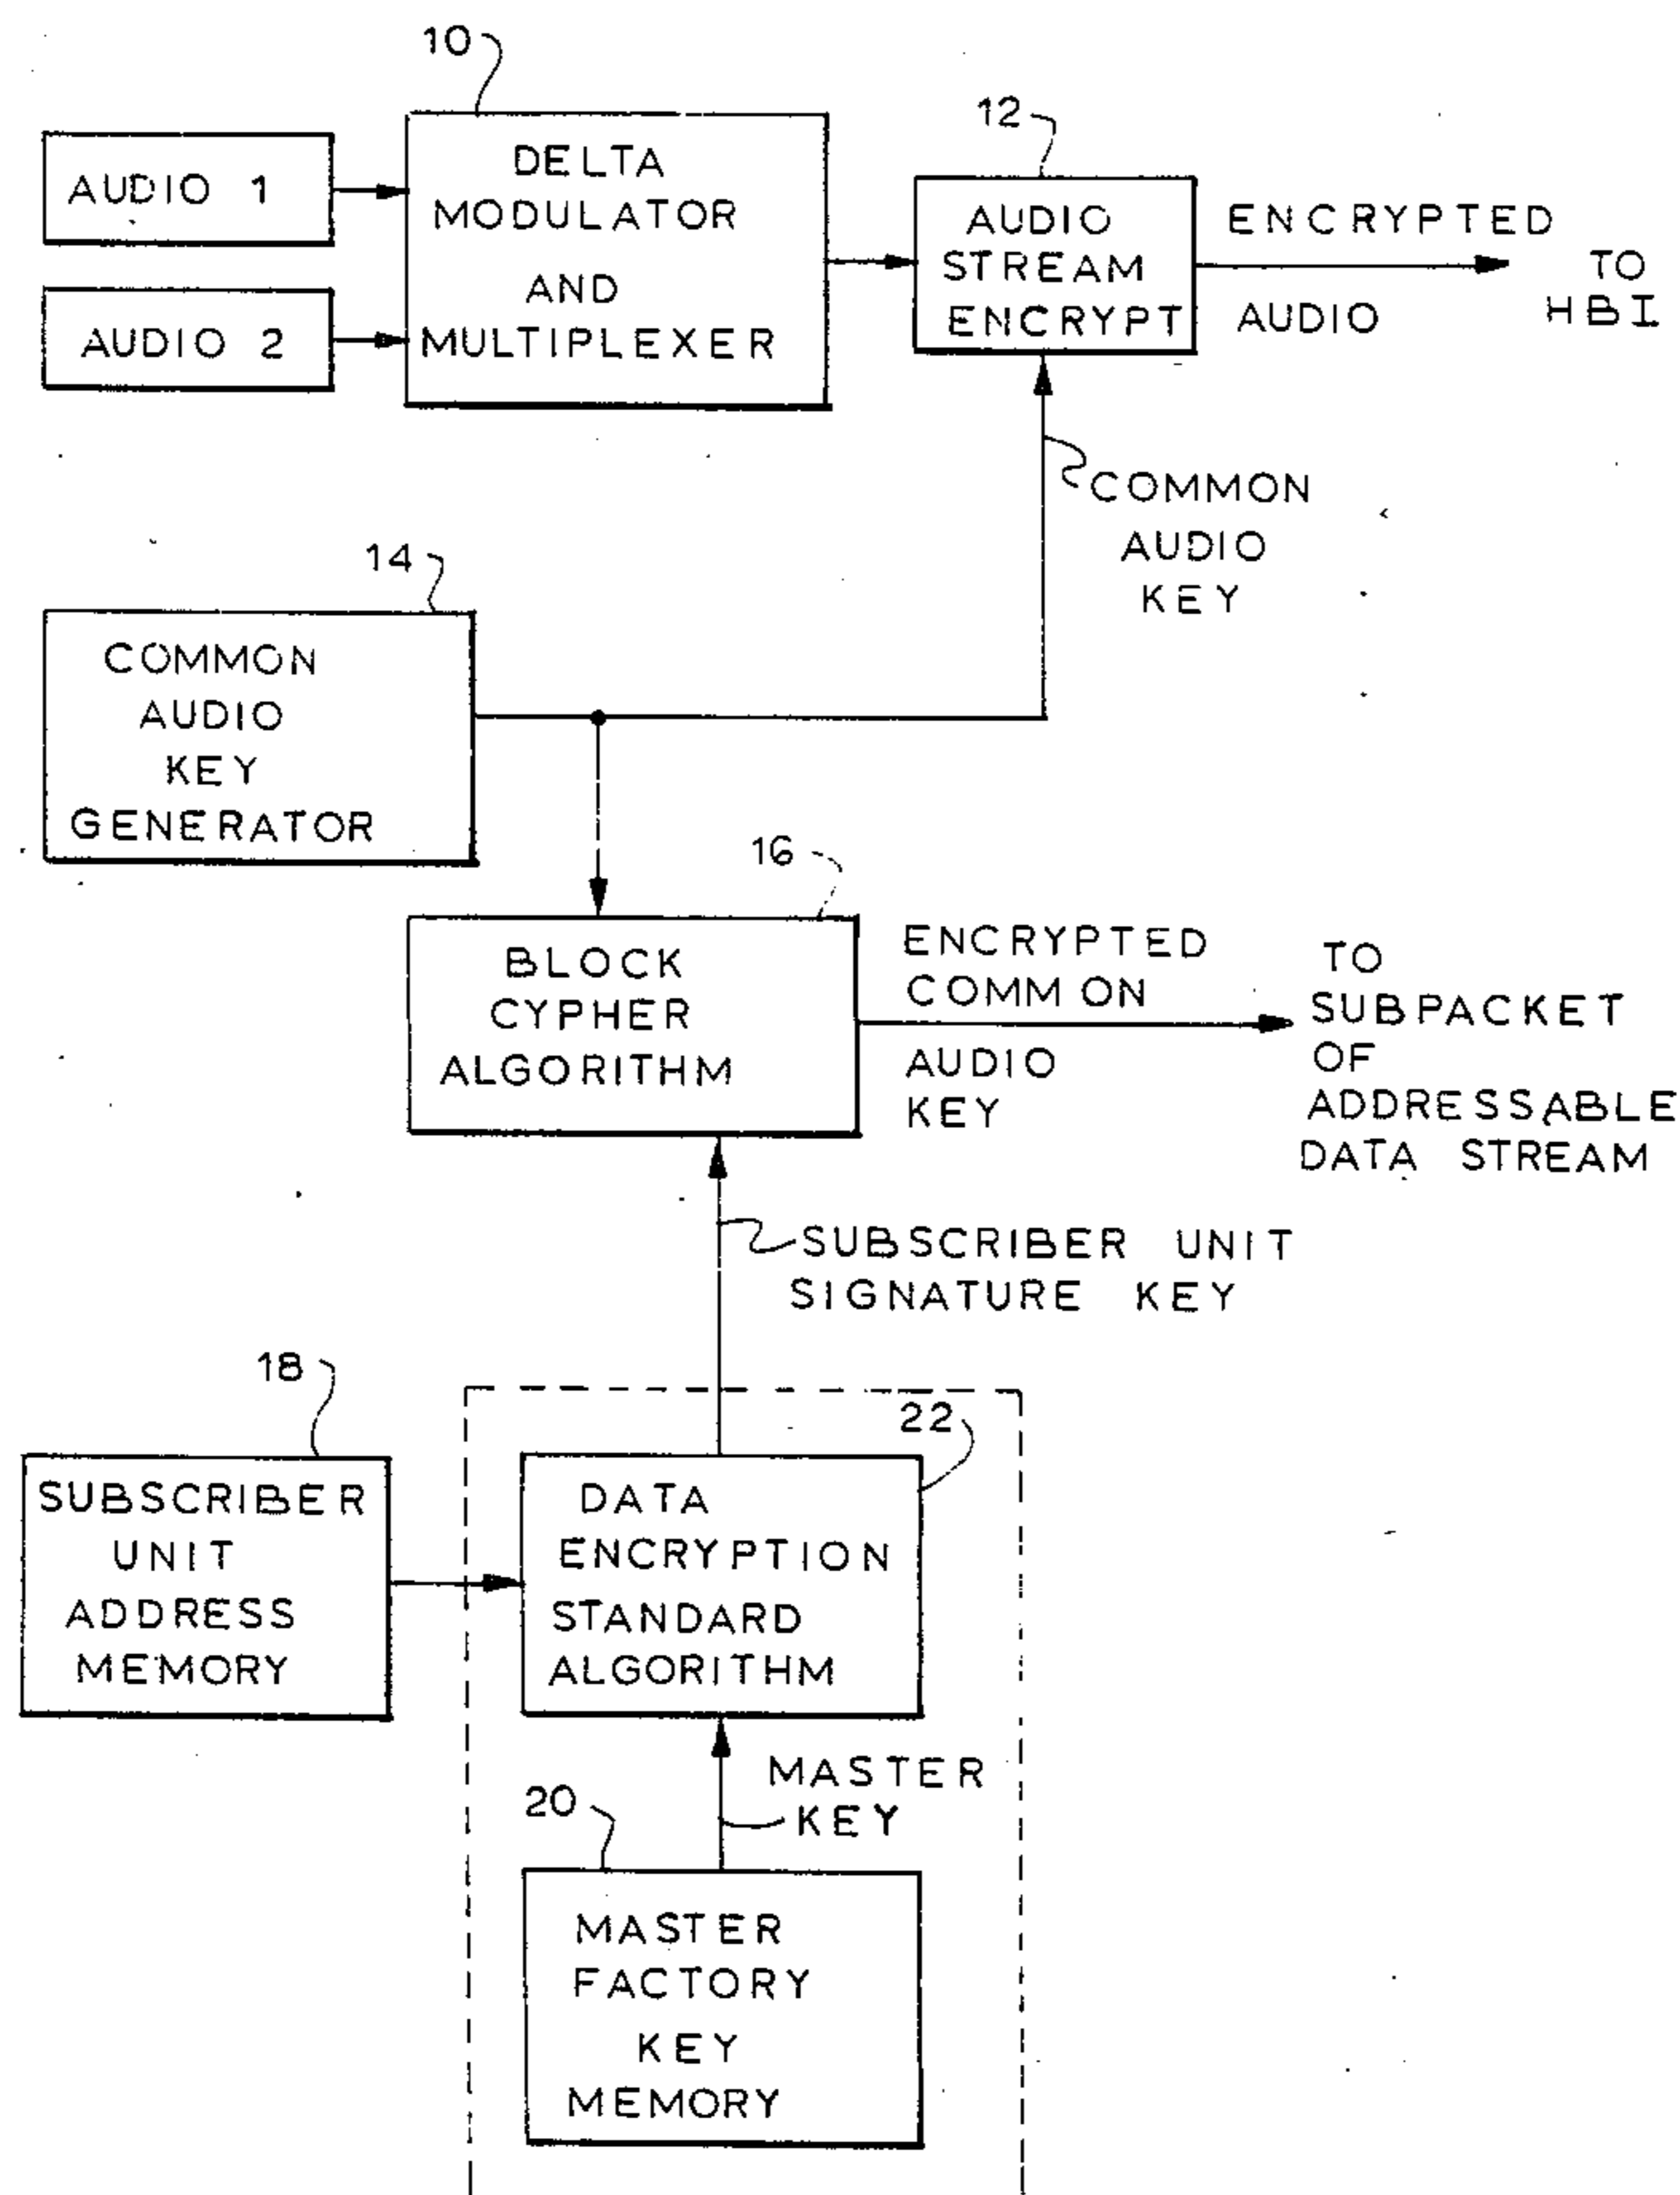 10
AUDIO 1
DELTA
MODULATOR
AND
MULTIPLEXER
AUDIO 2
12
AUDIO
STREAM
ENCRYPT
ENCRYPTED
AUDIO
TO
HBI
COMMON
AUDIO
KEY
14
COMMON
AUDIO
KEY
GENERATOR
16
BLOCK
CYPHER
ALGORITHM
ENCRYPTED
COMMON
AUDIO
KEY
TO
SUBPACKET
OF
ADDRESSABLE
DATA STREAM
SUBSCRIBER UNIT
SIGNATURE KEY
18
SUBSCRIBER
UNIT
ADDRESS
MEMORY
22
DATA
ENCRYPTION
STANDARD
ALGORITHM
MASTER
KEY
20
MASTER
FACTORY
KEY
MEMORY